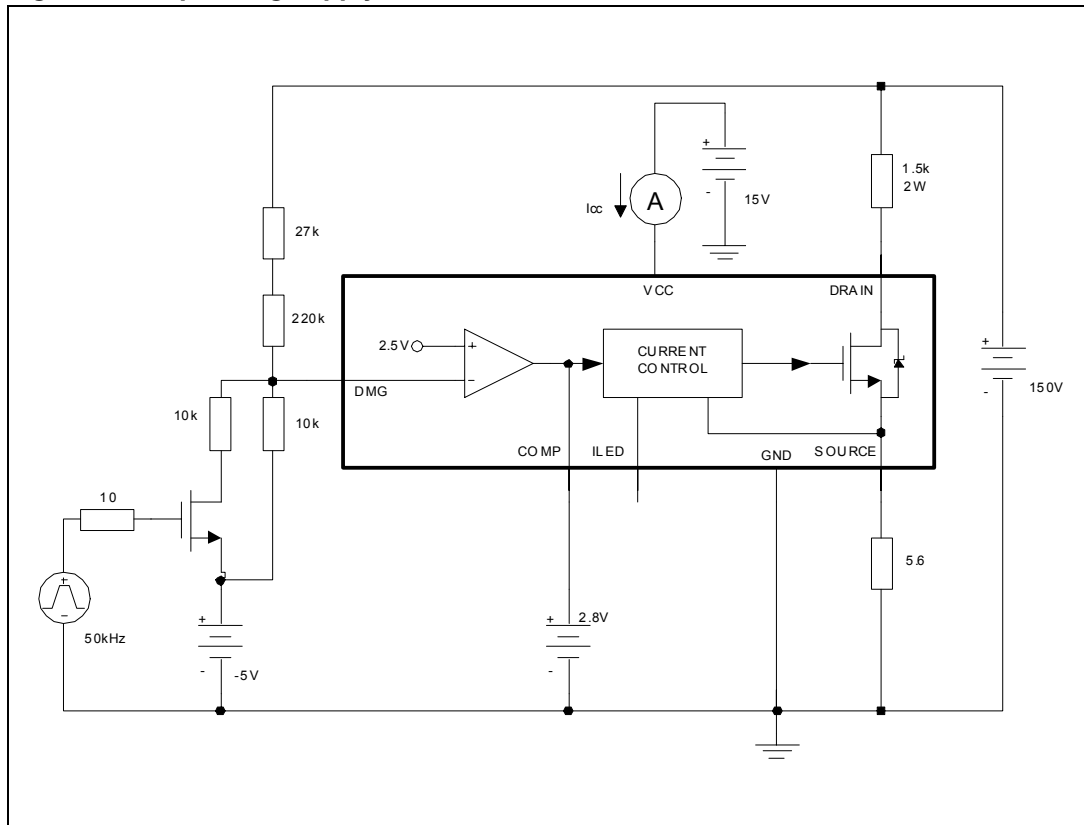 1.5k
2W
+
-
15V
A
Icc
27k
220k
VCC
DRAIN
2.5V
+
-
CURRENT
CONTROL
+
-
150V
DMG
10k
10k
COMP
ILED
GND
SOURCE
10
5.6
+
-
50kHz
+
-
-5V
+
-
2.8V